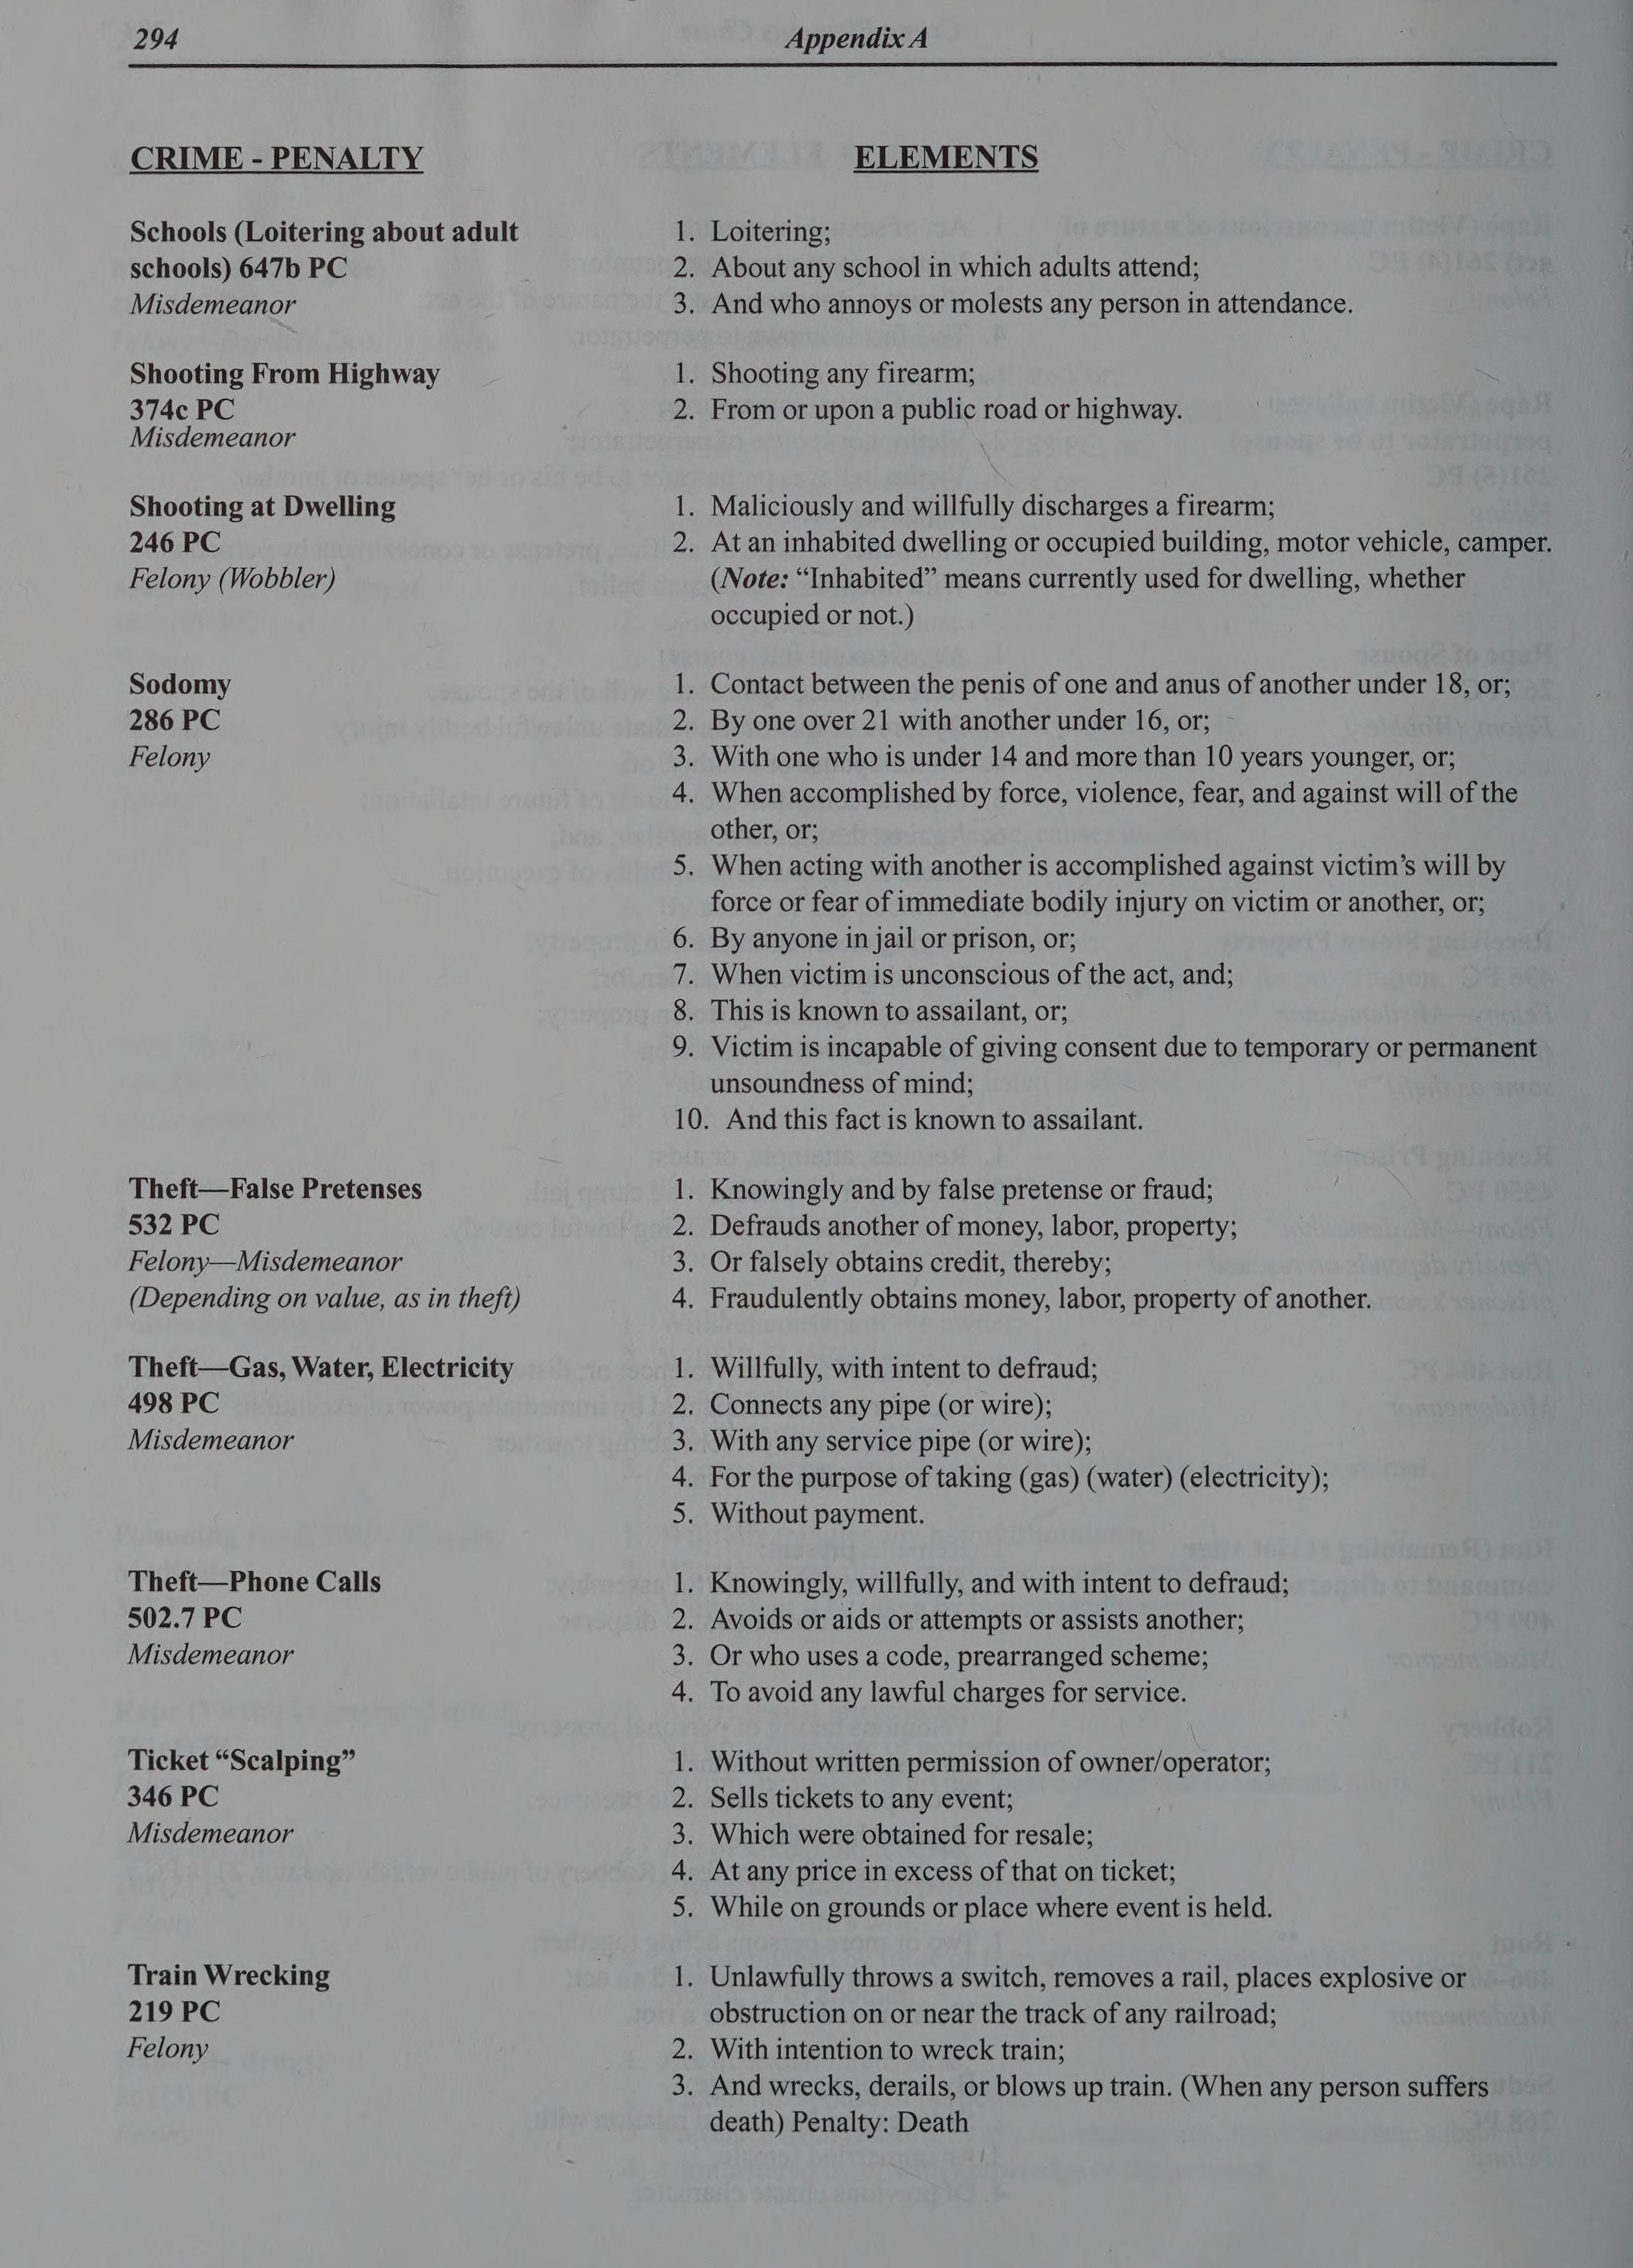 294
Appendix A
CRIME - PENALTY
ELEMENTS
Schools (Loitering about adult
schools) 647b PC
Misdemeanor
1. Loitering;
2. About any school in which adults attend;
3. And who annoys or molests any person in attendance.
Shooting From Highway
374c PC
Misdemeanor
1. Shooting any firearm;
2. From or upon a public road or highway.
Shooting at Dwelling
246 PC
Felony (Wobbler)
1. Maliciously and willfully discharges a firearm;
2. At an inhabited dwelling or occupied building, motor vehicle, camper.
(Note: “Inhabited” means currently used for dwelling, whether
occupied or not.)
Sodomy
286 PC
Felony
1. Contact between the penis of one and anus of another under 18, or;
2. By one over 21 with another under 16, or;
3. With one who is under 14 and more than 10 years younger, or;
4. When accomplished by force, violence, fear, and against will of the
other, or;
5. When acting with another is accomplished against victim’s will by
force or fear of immediate bodily injury on victim or another, or;
6. By anyone in jail or prison, or;
7. When victim is unconscious of the act, and;
8. This is known to assailant, or;
9. Victim is incapable of giving consent due to temporary or permanent
unsoundness of mind;
10. And this fact is known to assailant.
Theft—False Pretenses
532 PC
Felony—Misdemeanor
(Depending on value, as in theft)
1. Knowingly and by false pretense or fraud;
2. Defrauds another of money, labor, property;
3. Or falsely obtains credit, thereby;
4. Fraudulently obtains money, labor, property of another.
Theft—Gas, Water, Electricity
498 PC
Misdemeanor
1. Willfully, with intent to defraud;
2. Connects any pipe (or wire);
3. With any service pipe (or wire);
4. For the purpose of taking (gas) (water) (electricity);
5. Without payment.
Theft—Phone Calls
502.7 PC
Misdemeanor
1. Knowingly, willfully, and with intent to defraud;
2. Avoids or aids or attempts or assists another;
3. Or who uses a code, prearranged scheme;
4. To avoid any lawful charges for service.
Ticket “Scalping”
346 PC
Misdemeanor
1. Without written permission of owner/operator;
2. Sells tickets to any event;
3. Which were obtained for resale;
4. At any price in excess of that on ticket;
5. While on grounds or place where event is held.
Train Wrecking
219 PC
Felony
1. Unlawfully throws a switch, removes a rail, places explosive or
obstruction on or near the track of any railroad;
2. With intention to wreck train;
3. And wrecks, derails, or blows up train. (When any person suffers
death) Penalty: Death